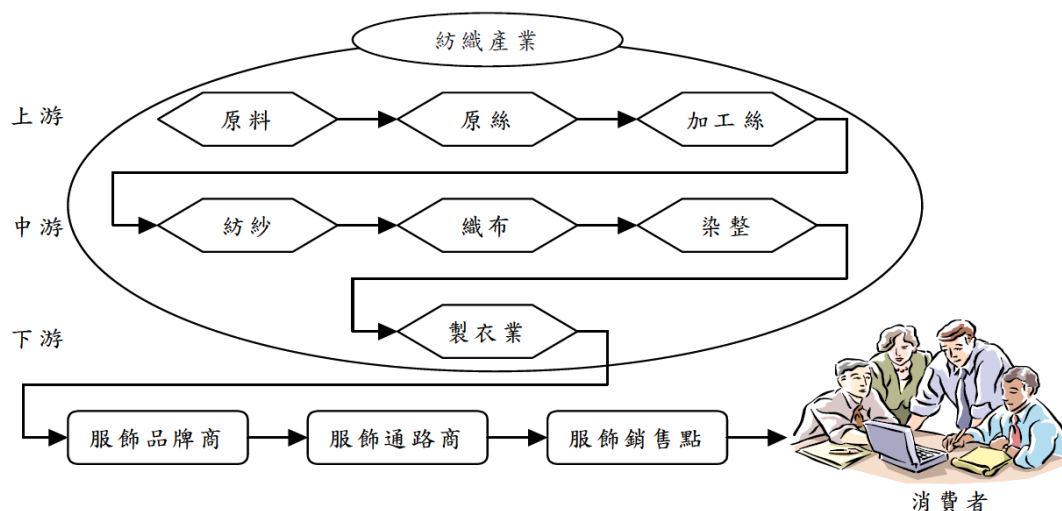 紡織產業
上游
原料
原絲
加工絲
中游
紡紗
織布
染整
下游
製衣業
服飾品牌商
服飾通路商
服飾銷售點
消費者